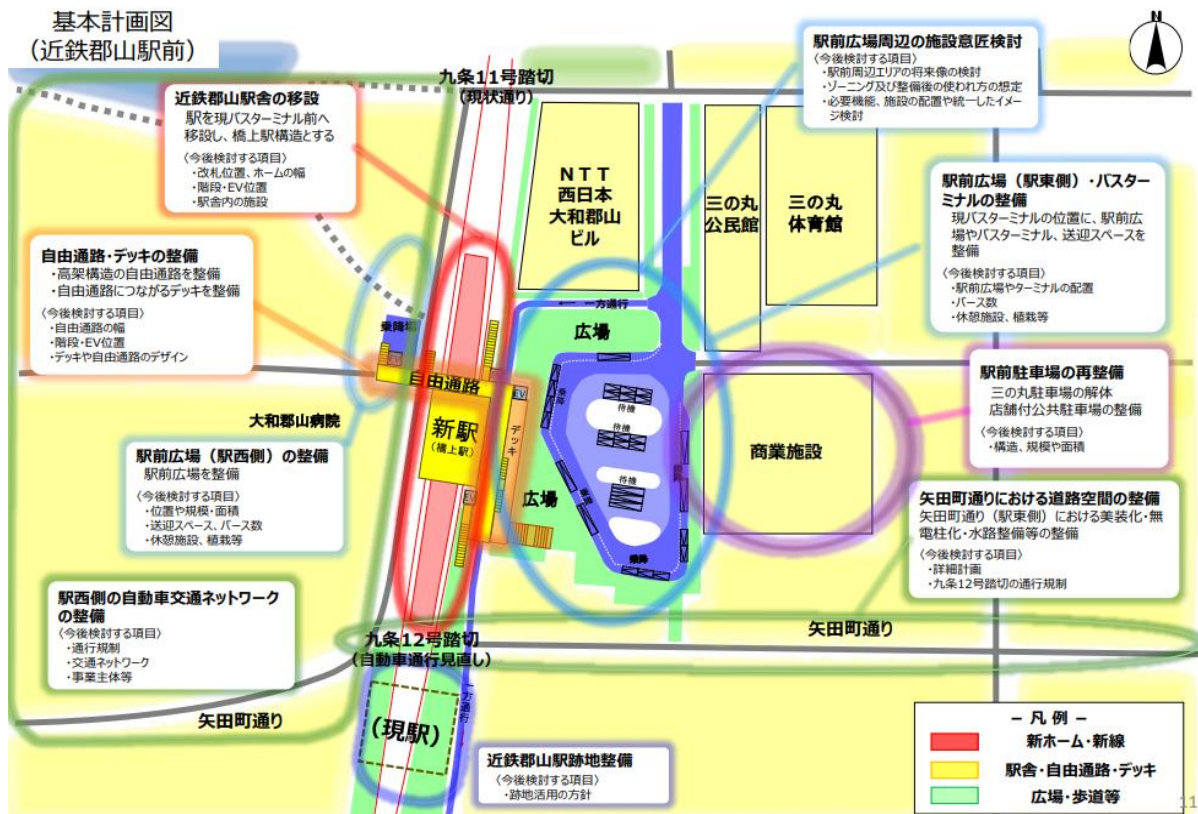 基本計画図
(近鉄郡山駅前)
N
九条11号踏切
(現状通り)
近鉄郡山駅舎の移設
駅を現バスターミナル前へ
移設し、橋上駅構造とする
〈今後検討する項目〉
・改札位置、ホームの幅
・階段・EV位置
・駅舎内の施設
自由通路・デッキの整備
・高架構造の自由通路を整備
・自由通路につながるデッキを整備
〈今後検討する項目〉
・自由通路の幅
・階段・EV位置
・デッキや自由通路のデザイン
大和郡山病院
駅前広場(駅西側)の整備
駅前広場を整備
〈今後検討する項目〉
・位置や規模・面積
・送迎スペース、バース数
・休憩施設、植栽等
駅西側の自動車交通ネットワーク
の整備
〈今後検討する項目〉
・通行規制
・交通ネットワーク
・事業主体等
矢田町通り
NTT
西日本
大和郡山
ビル
三の丸
公民館
三の丸
体育館
一方通行
広場
乗降場
自由通路
EV
新駅
(橋上駅)
デッキ
EV
広場
待機
待機
待機
乗降
商業施設
九条12号踏切
(自動車通行見直し)
矢田町通り
一方通行
(現駅)
近鉄郡山駅跡地整備
〈今後検討する項目〉
・跡地活用の方針
駅前広場周辺の施設意匠検討
〈今後検討する項目〉
・駅前周辺エリアの将来像の検討
・ゾーニング及び整備後の使われ方の想定
・必要機能、施設の配置や統一したイメ
ージ検討
駅前広場(駅東側)・バスター
ミナルの整備
現バスターミナルの位置に、駅前広
場やバスターミナル、送迎スペースを
整備
〈今後検討する項目〉
・駅前広場やターミナルの配置
・バース数
・休憩施設、植栽等
駅前駐車場の再整備
三の丸駐車場の解体
店舗付公共駐車場の整備
〈今後検討する項目〉
・構造、規模や面積
矢田町通りにおける道路空間の整備
矢田町通り(駅東側)における美装化・無
電柱化・水路整備等の整備
〈今後検討する項目〉
・詳細計画
・九条12号踏切の通行規制
− 凡 例 −
新ホーム・新線
駅舎・自由通路・デッキ
広場・歩道等
11